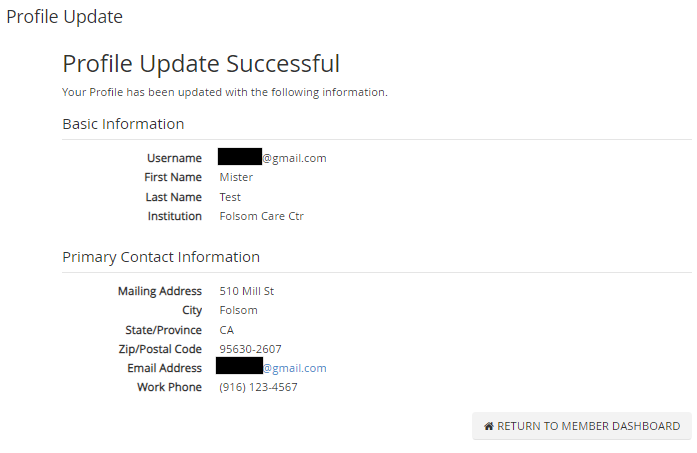 Profile Update
Profile Update Successful
Your Profile has been updated with the following information.
Basic Information
Username @gmail.com
First Name Mister
Last Name Test
Institution Folsom Care Ctr
Primary Contact Information
Mailing Address 510 Mill St
City Folsom
State/Province CA
Zip/Postal Code 95630-2607
Email Address @gmail.com
Work Phone (916) 123-4567
RETURN TO MEMBER DASHBOARD